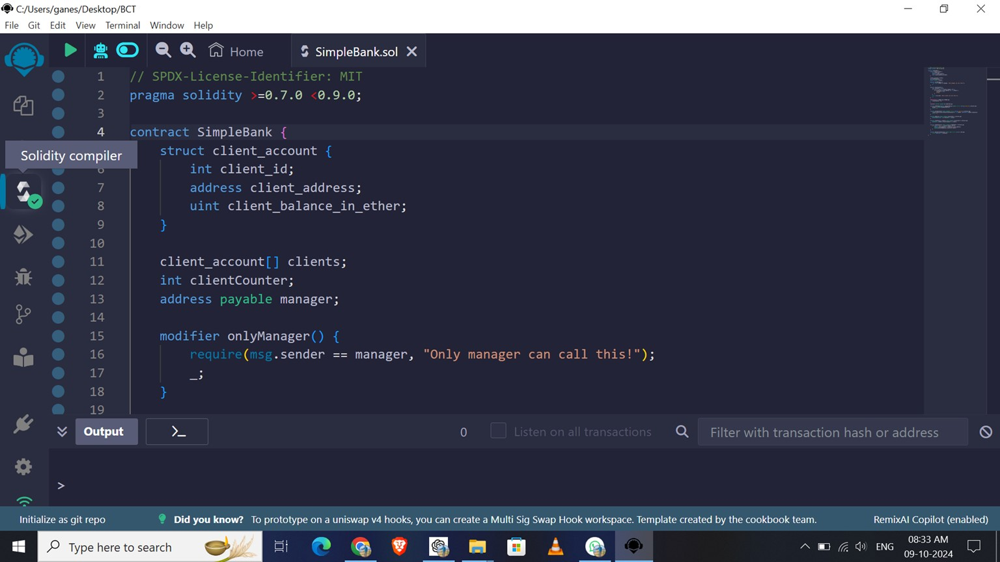 C:/Users/ganes/Desktop/BCT
File Git Edit View Terminal Window Help
Home
SimpleBank.sol
1 // SPDX-License-Identifier: MIT
2 pragma solidity >=0.7.0 <0.9.0;
3
4 contract SimpleBank {
struct client_account {
Solidity compiler
6 int client_id;
7 address client_address;
8 uint client_balance_in_ether;
9 }
10
11 client_account[] clients;
12 int clientCounter;
13 address payable manager;
14
15 modifier onlyManager() {
16 require(msg.sender == manager, "Only manager can call this!");
17 _;
18 }
19
Output >_ 0 Listen on all transactions Filter with transaction hash or address
>
Initialize as git repo Did you know? To prototype on a uniswap v4 hooks, you can create a Multi Sig Swap Hook workspace. Template created by the cookbook team. RemixAI Copilot (enabled)
Type here to search ENG 08:33 AM
09-10-2024